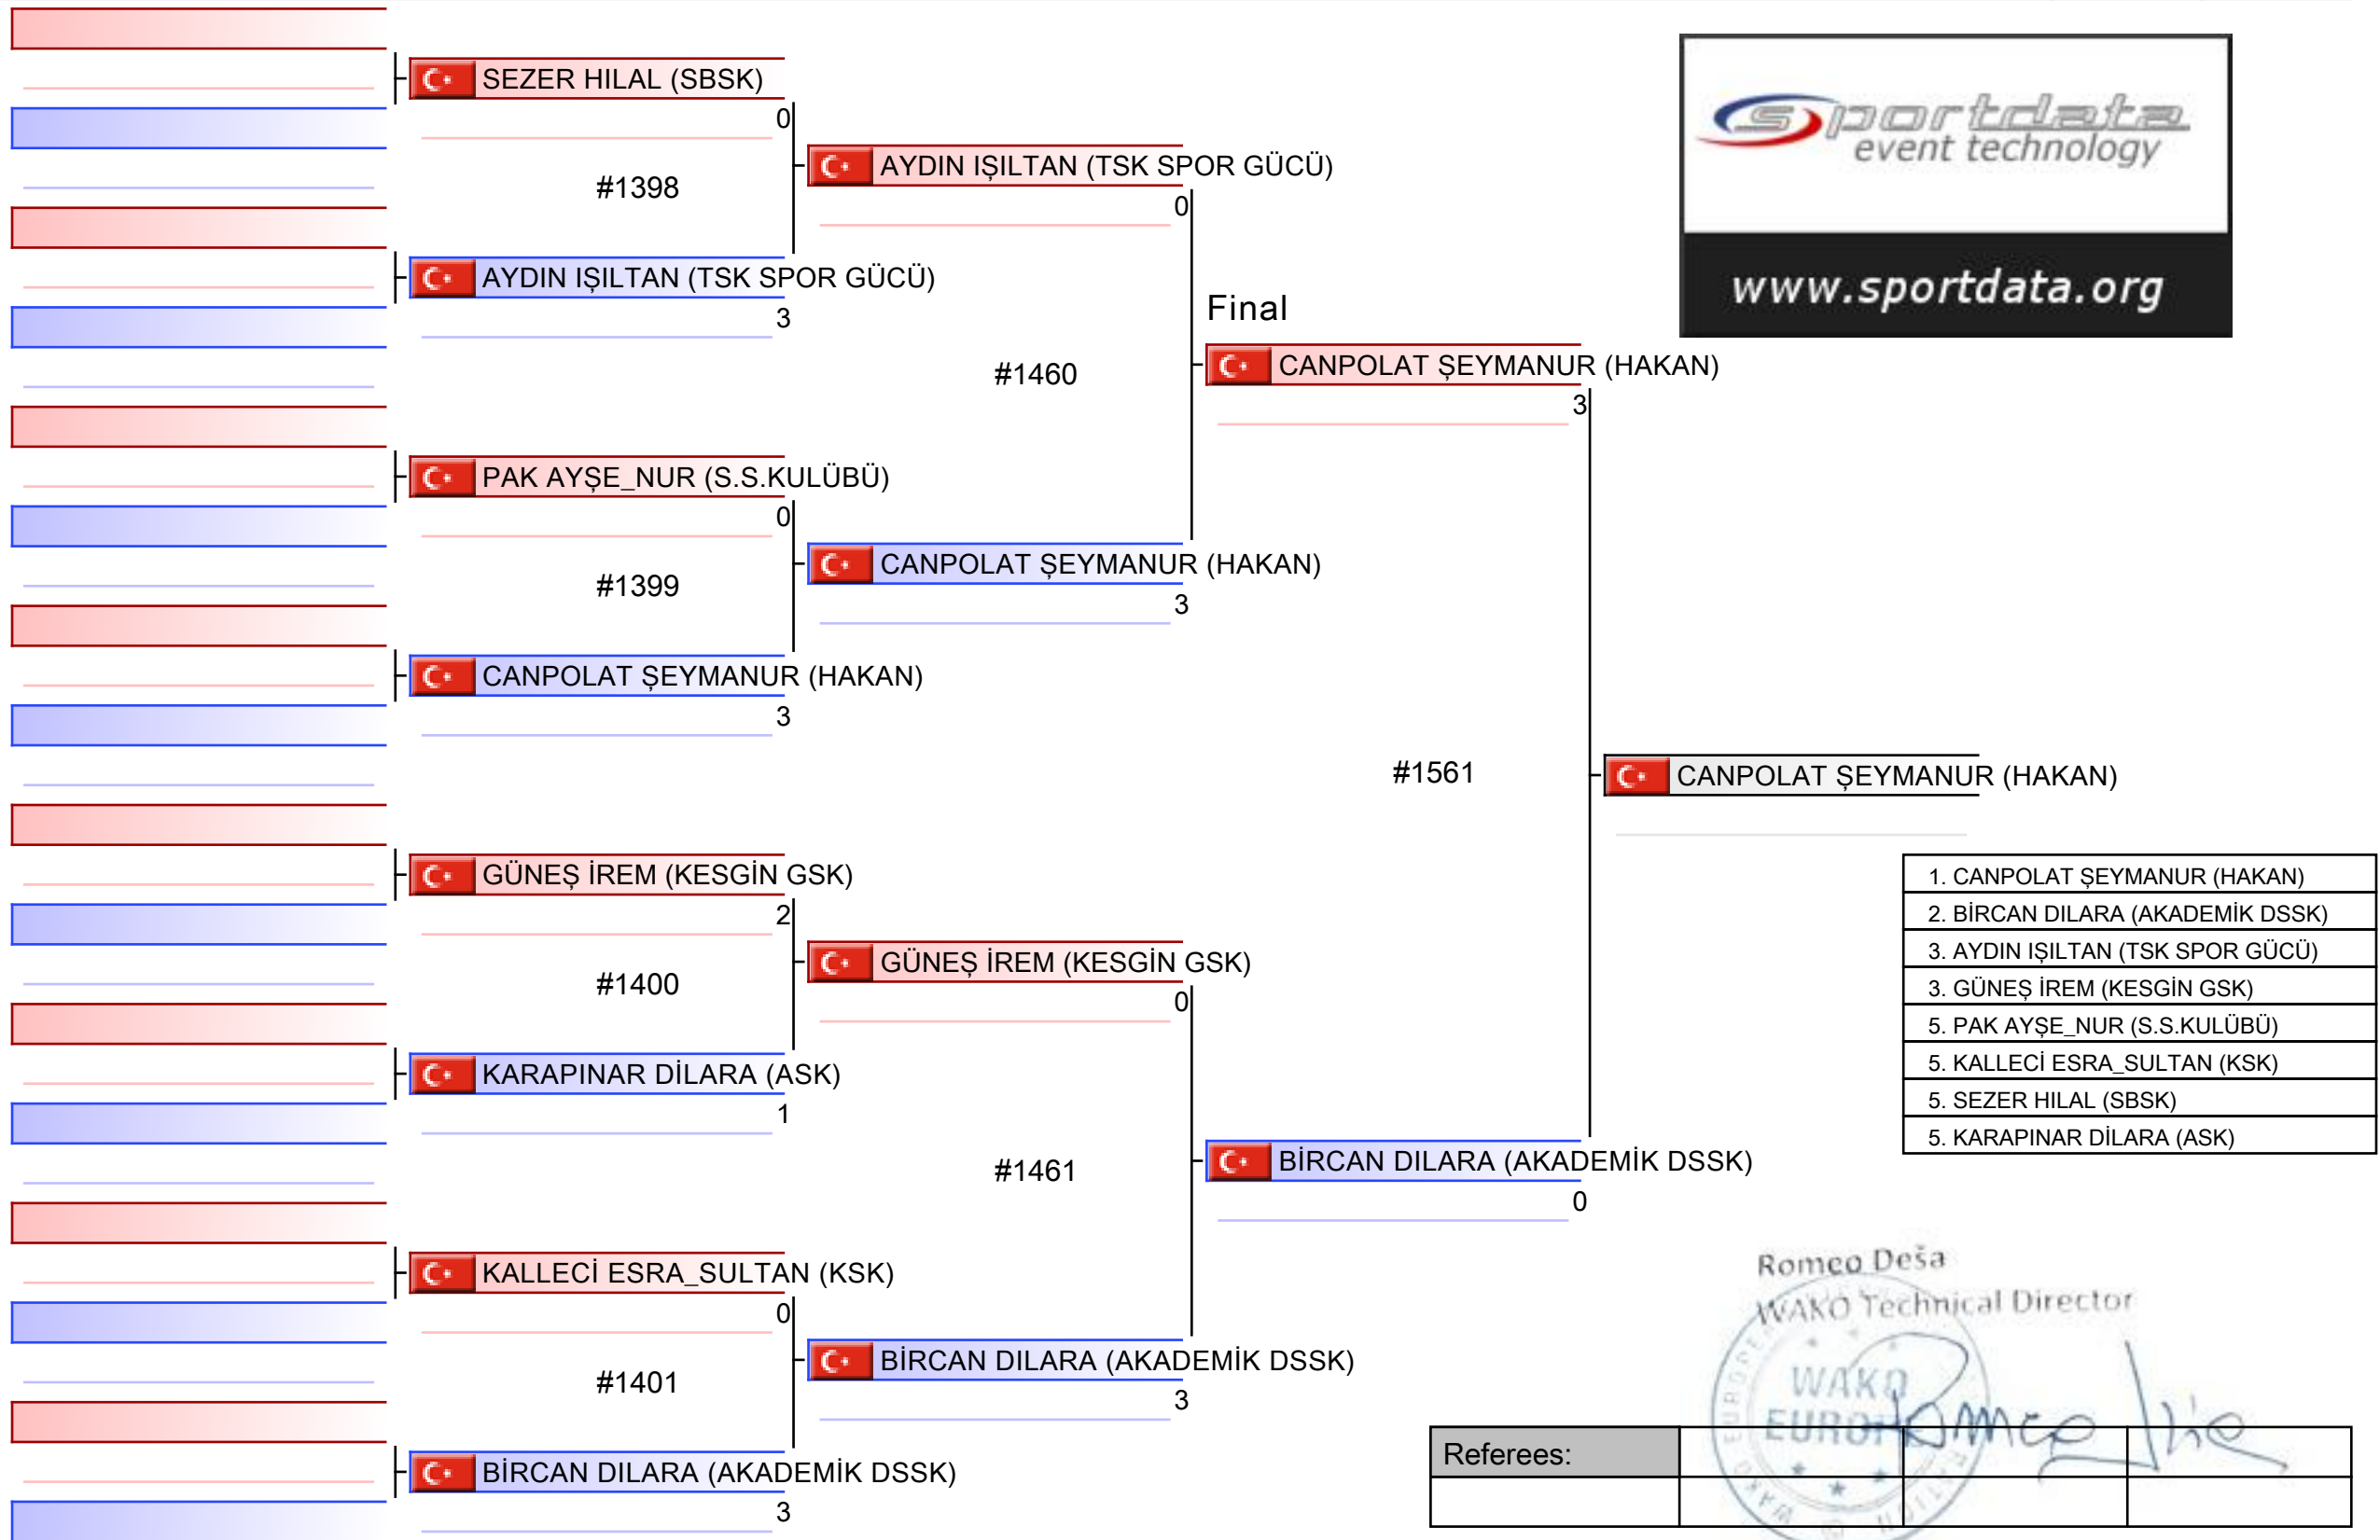 SEZER HILAL (SBSK)
0
#1398
AYDIN IŞILTAN (TSK SPOR GÜCÜ)
3
PAK AYŞE_NUR (S.S.KULÜBÜ)
0
#1399
CANPOLAT ŞEYMANUR (HAKAN)
3
GÜNEŞ İREM (KESGİN GSK)
2
#1400
KARAPINAR DİLARA (ASK)
1
KALLECİ ESRA_SULTAN (KSK)
0
#1401
BİRCAN DILARA (AKADEMİK DSSK)
3
AYDIN IŞILTAN (TSK SPOR GÜCÜ)
0
#1460
CANPOLAT ŞEYMANUR (HAKAN)
3
GÜNEŞ İREM (KESGİN GSK)
0
#1461
BİRCAN DILARA (AKADEMİK DSSK)
3
Final
CANPOLAT ŞEYMANUR (HAKAN)
3
#1561
BİRCAN DILARA (AKADEMİK DSSK)
0
CANPOLAT ŞEYMANUR (HAKAN)
sportdata
event technology
www.sportdata.org
1. CANPOLAT ŞEYMANUR (HAKAN)
2. BİRCAN DILARA (AKADEMİK DSSK)
3. AYDIN IŞILTAN (TSK SPOR GÜCÜ)
3. GÜNEŞ İREM (KESGİN GSK)
5. PAK AYŞE_NUR (S.S.KULÜBÜ)
5. KALLECİ ESRA_SULTAN (KSK)
5. SEZER HILAL (SBSK)
5. KARAPINAR DİLARA (ASK)
Romeo Deša
WAKO Technical Director
WAKO
EUROPE
Referees: